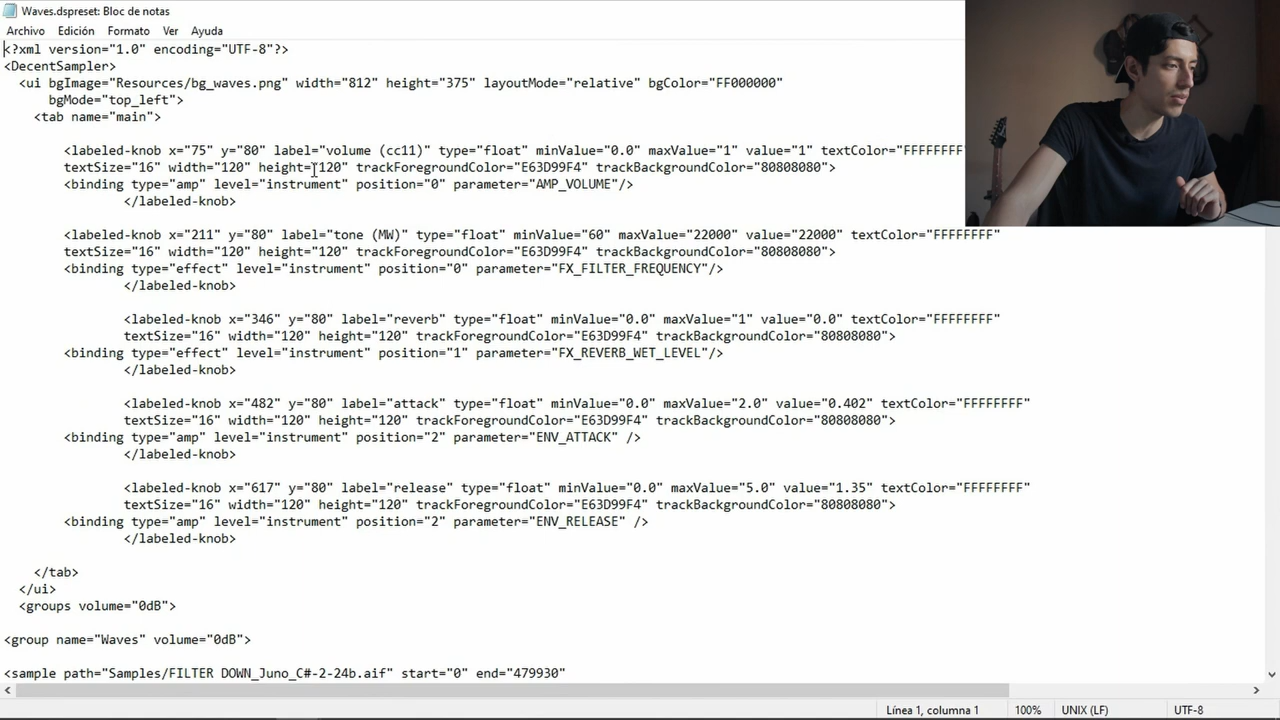 Waves.dspreset: Bloc de notas
Archivo Edición Formato Ver Ayuda
<?xml version="1.0" encoding="UTF-8"?>
<DecentSampler>
<ui bgImage="Resources/bg_waves.png" width="812" height="375" layoutMode="relative" bgColor="FF000000"
bgMode="top_left">
<tab name="main">
<labeled-knob x="75" y="80" label="volume (cc11)" type="float" minValue="0.0" maxValue="1" value="1" textColor="FFFFFFFF"
textSize="16" width="120" height="120" trackForegroundColor="E63D99F4" trackBackgroundColor="80808080">
<binding type="amp" level="instrument" position="0" parameter="AMP_VOLUME"/>
</labeled-knob>
<labeled-knob x="211" y="80" label="tone (MW)" type="float" minValue="60" maxValue="22000" value="22000" textColor="FFFFFFFF"
textSize="16" width="120" height="120" trackForegroundColor="E63D99F4" trackBackgroundColor="80808080">
<binding type="effect" level="instrument" position="0" parameter="FX_FILTER_FREQUENCY"/>
</labeled-knob>
<labeled-knob x="346" y="80" label="reverb" type="float" minValue="0.0" maxValue="1" value="0.0" textColor="FFFFFFFF"
textSize="16" width="120" height="120" trackForegroundColor="E63D99F4" trackBackgroundColor="80808080">
<binding type="effect" level="instrument" position="1" parameter="FX_REVERB_WET_LEVEL"/>
</labeled-knob>
<labeled-knob x="482" y="80" label="attack" type="float" minValue="0.0" maxValue="2.0" value="0.402" textColor="FFFFFFFF"
textSize="16" width="120" height="120" trackForegroundColor="E63D99F4" trackBackgroundColor="80808080">
<binding type="amp" level="instrument" position="2" parameter="ENV_ATTACK" />
</labeled-knob>
<labeled-knob x="617" y="80" label="release" type="float" minValue="0.0" maxValue="5.0" value="1.35" textColor="FFFFFFFF"
textSize="16" width="120" height="120" trackForegroundColor="E63D99F4" trackBackgroundColor="80808080">
<binding type="amp" level="instrument" position="2" parameter="ENV_RELEASE" />
</labeled-knob>
</tab>
</ui>
<groups volume="0dB">
<group name="Waves" volume="0dB">
<sample path="Samples/FILTER DOWN_Juno_C#-2-24b.aif" start="0" end="479930"
Línea 1, columna 1 100% UNIX (LF) UTF-8